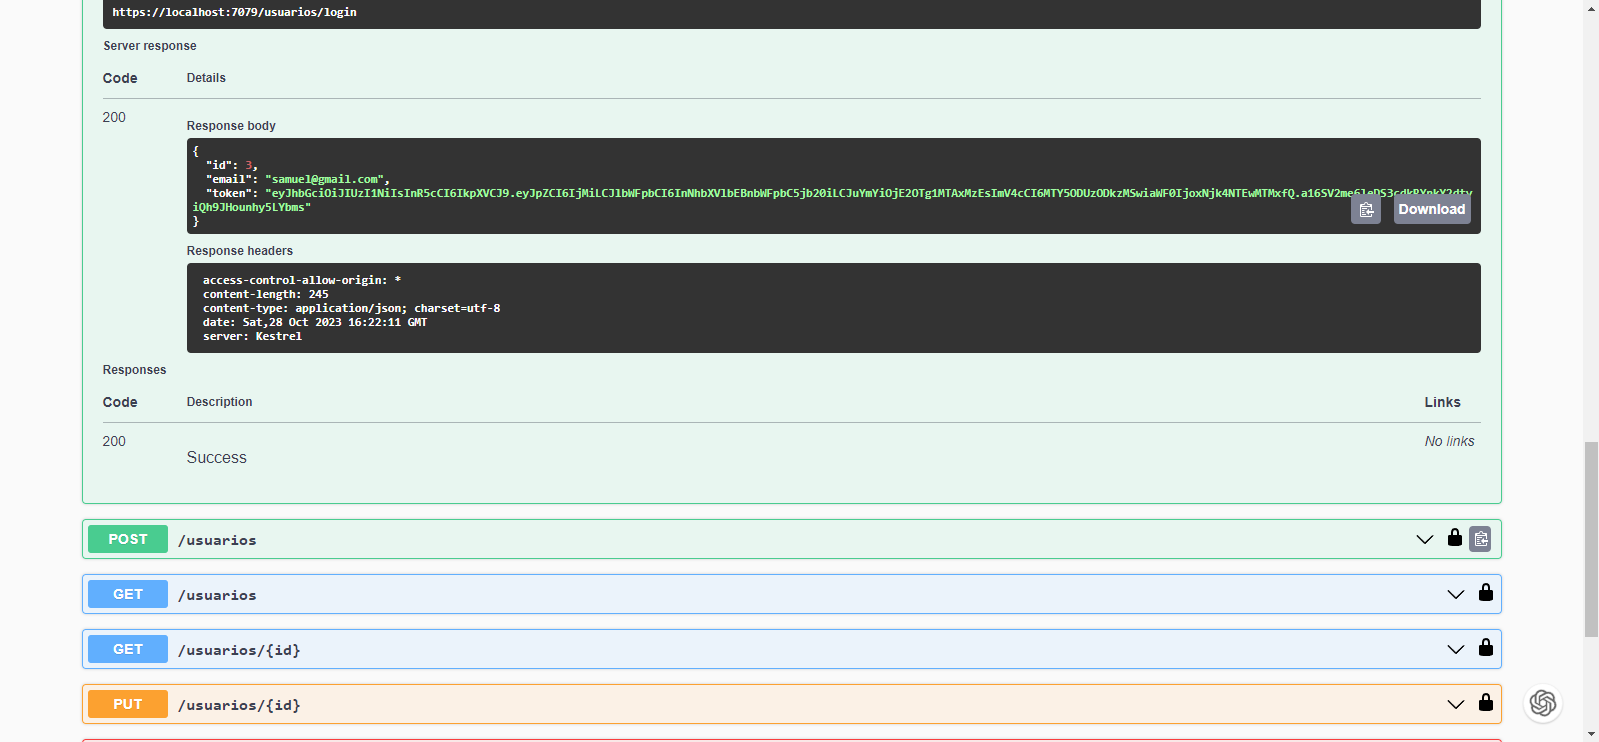 https://localhost:7079/usuarios/login
Server response
Code Details
200
Response body
{
"id": 3,
"email": "samuel@gmail.com",
"token": "eyJhbGciOiJIUzI1NiIsInR5cCI6IkpXVCJ9.eyJpZCI6IjMiLCJlbWFpbCI6InNhbXVlbEBnbWFpbC5jb20iLCJuYmYiOjE2OTg1MTAxMzEsImV4cCI6MTY5ODUzODkzMSwiaWF0IjoxNjk4NTEwMTMxfQ.
iQh9JHounhy5LYbms"
Download
}
Response headers
access-control-allow-origin: *
content-length: 245
content-type: application/json; charset=utf-8
date: Sat,28 Oct 2023 16:22:11 GMT
server: Kestrel
Responses
Code Description Links
200 No links
Success
POST /usuarios
GET /usuarios
GET /usuarios/{id}
PUT /usuarios/{id}